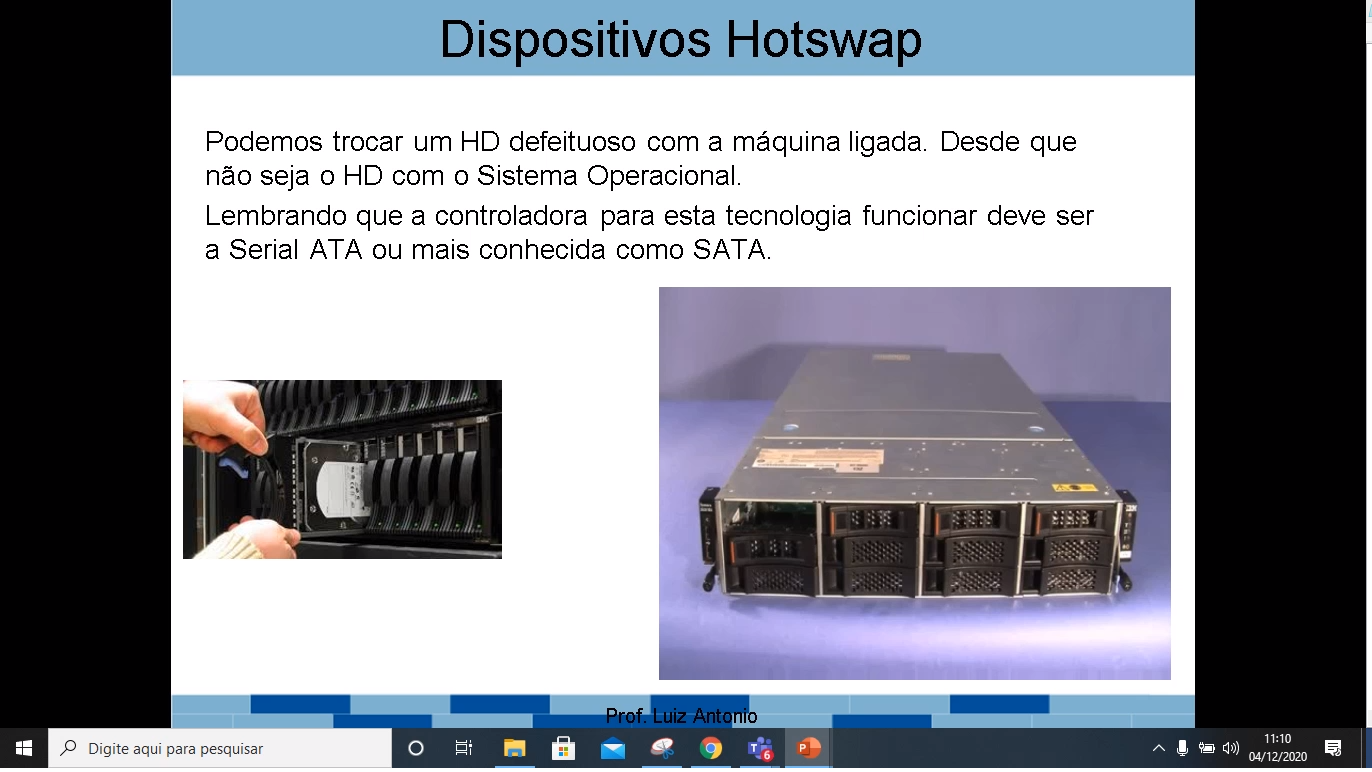 Dispositivos Hotswap
Podemos trocar um HD defeituoso com a máquina ligada. Desde que
não seja o HD com o Sistema Operacional.
Lembrando que a controladora para esta tecnologia funcionar deve ser
a Serial ATA ou mais conhecida como SATA.
IBM
IBM
Prof. Luiz Antonio
Digite aqui para pesquisar
6
P
11:10
04/12/2020